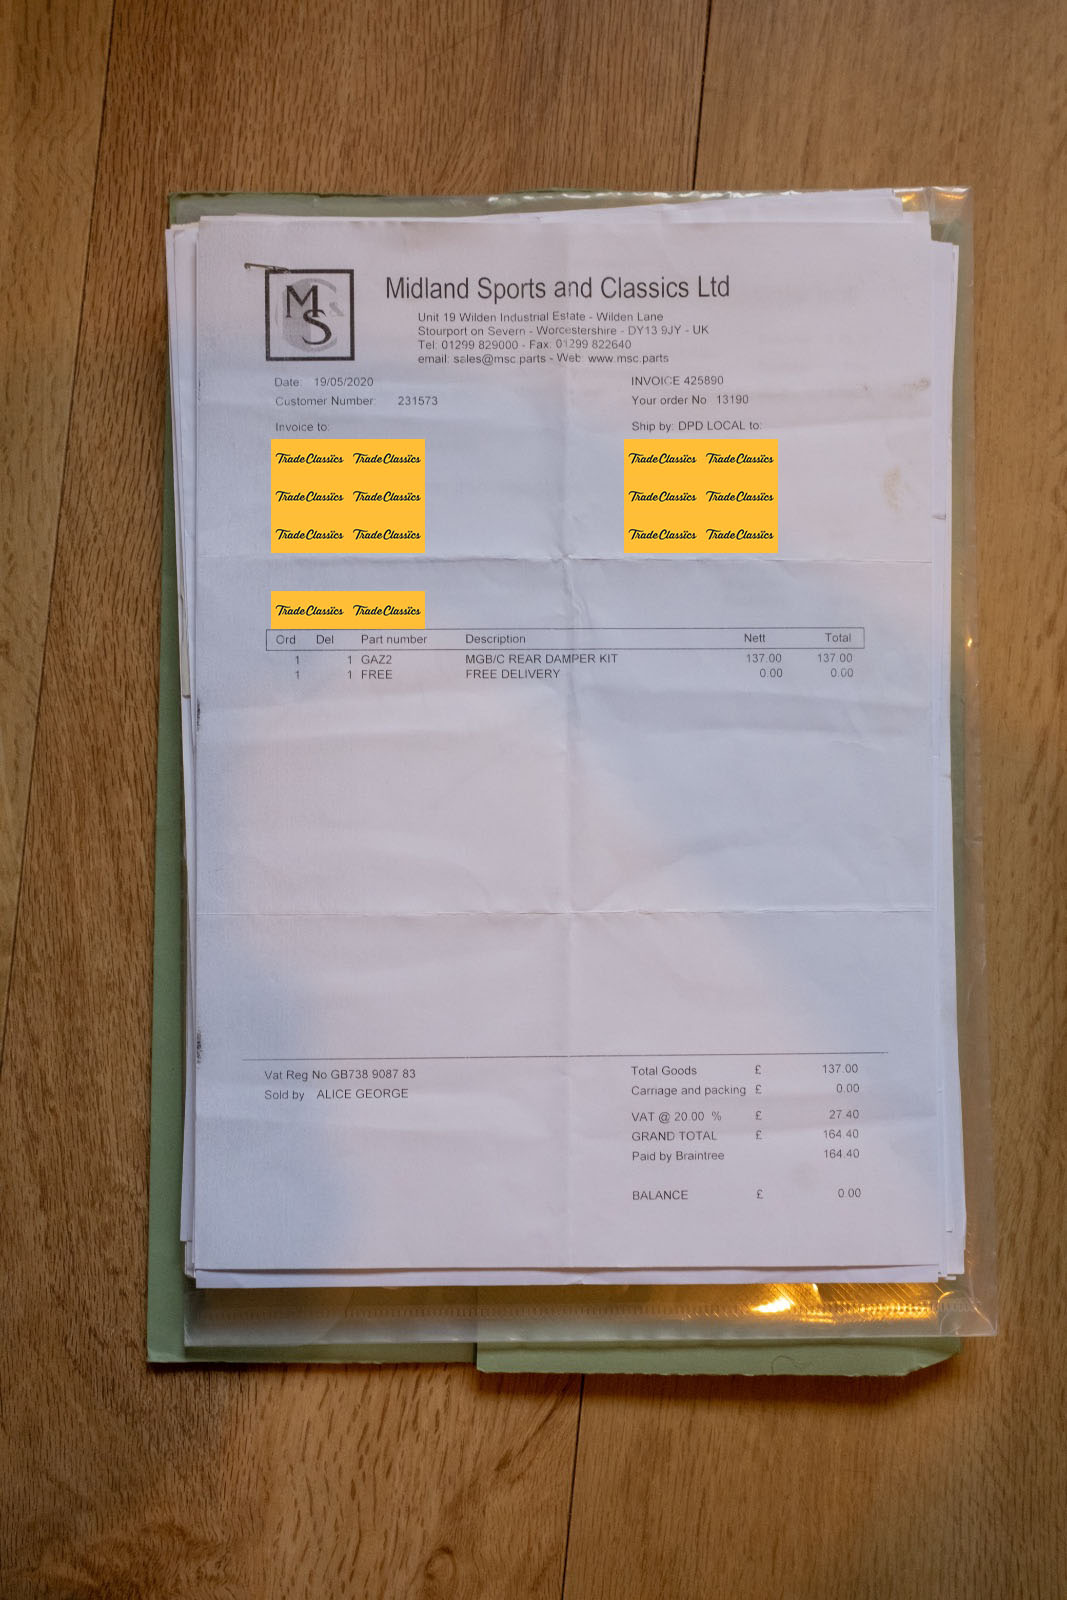 MS
Midland Sports and Classics Ltd
Unit 19 Wilden Industrial Estate - Wilden Lane
Stourport on Severn - Worcestershire - DY13 9JY - UK
Tel: 01299 829000 - Fax: 01299 822640
email: sales@msc.parts - Web: www.msc.parts
Date: 19/05/2020 INVOICE 425890
Customer Number: 231573 Your order No 13190
Invoice to: Ship by: DPD LOCAL to:
TradeClassics TradeClassics TradeClassics TradeClassics
TradeClassics TradeClassics TradeClassics TradeClassics
TradeClassics TradeClassics TradeClassics TradeClassics
TradeClassics TradeClassics
Ord Del Part number Description Nett Total
1 1 GAZ2 MGB/C REAR DAMPER KIT 137.00 137.00
1 1 FREE FREE DELIVERY 0.00 0.00
Vat Reg No GB738 9087 83 Total Goods £ 137.00
Sold by ALICE GEORGE Carriage and packing £ 0.00
VAT @ 20.00 % £ 27.40
GRAND TOTAL £ 164.40
Paid by Braintree 164.40
BALANCE £ 0.00